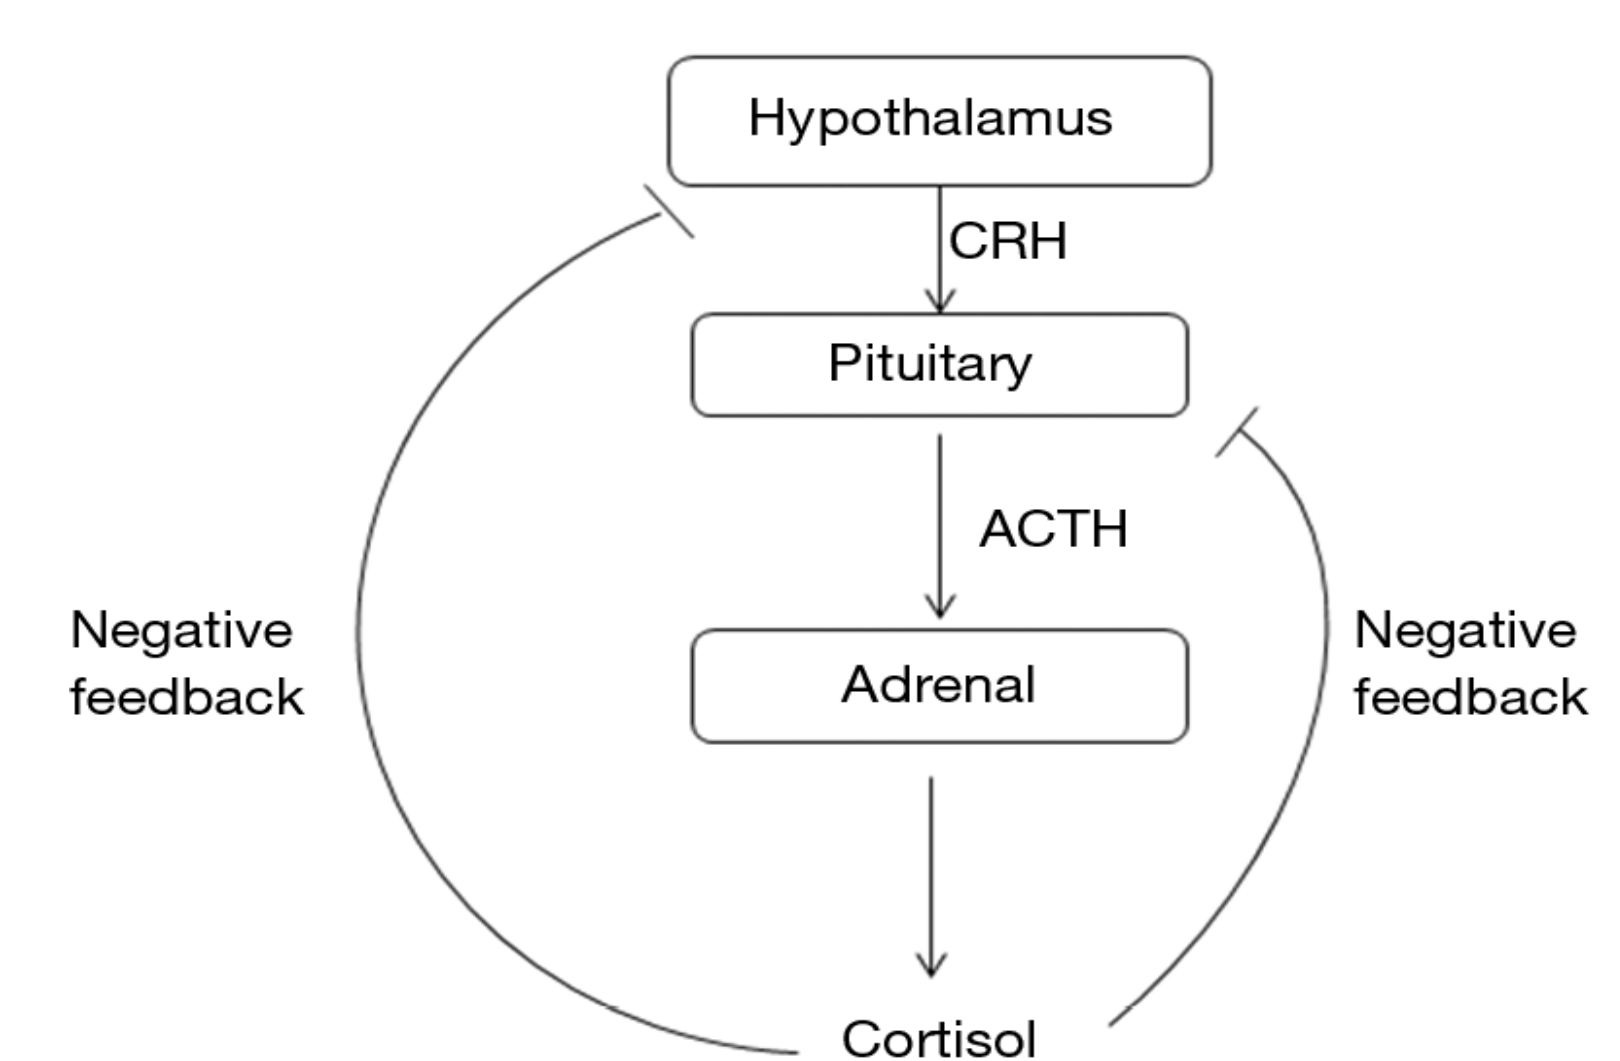 Hypothalamus
CRH
Pituitary
ACTH
Negative
feedback
Adrenal
Negative
feedback
Cortisol